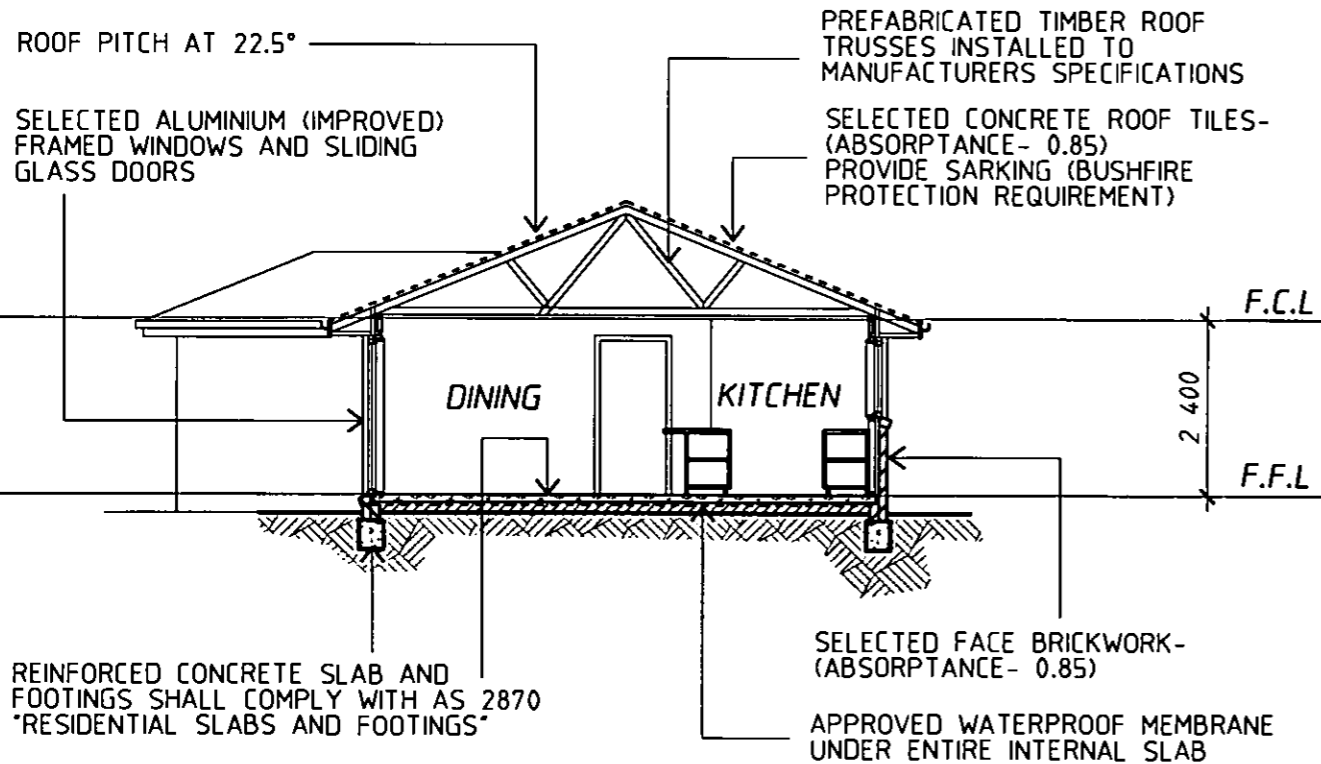 ROOF PITCH AT 22.5°
SELECTED ALUMINIUM (IMPROVED)
FRAMED WINDOWS AND SLIDING
GLASS DOORS
PREFABRICATED TIMBER ROOF
TRUSSES INSTALLED TO
MANUFACTURERS SPECIFICATIONS
SELECTED CONCRETE ROOF TILES-
(ABSORPTANCE- 0.85)
PROVIDE SARKING (BUSHFIRE
PROTECTION REQUIREMENT)
F.C.L
DINING
KITCHEN
2 400
F.F.L
REINFORCED CONCRETE SLAB AND
FOOTINGS SHALL COMPLY WITH AS 2870
"RESIDENTIAL SLABS AND FOOTINGS"
SELECTED FACE BRICKWORK-
(ABSORPTANCE- 0.85)
APPROVED WATERPROOF MEMBRANE
UNDER ENTIRE INTERNAL SLAB